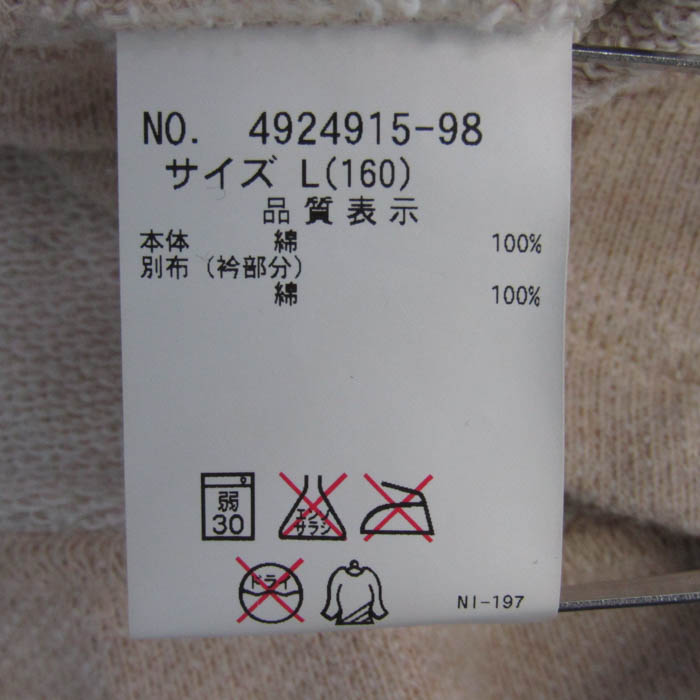 NO. 4924915-98
サイズ L(160)
品質表示
本体 綿 100%
別布(衿部分)
綿 100%
弱
30
エンソ
サラシ
ドライ
NI-197